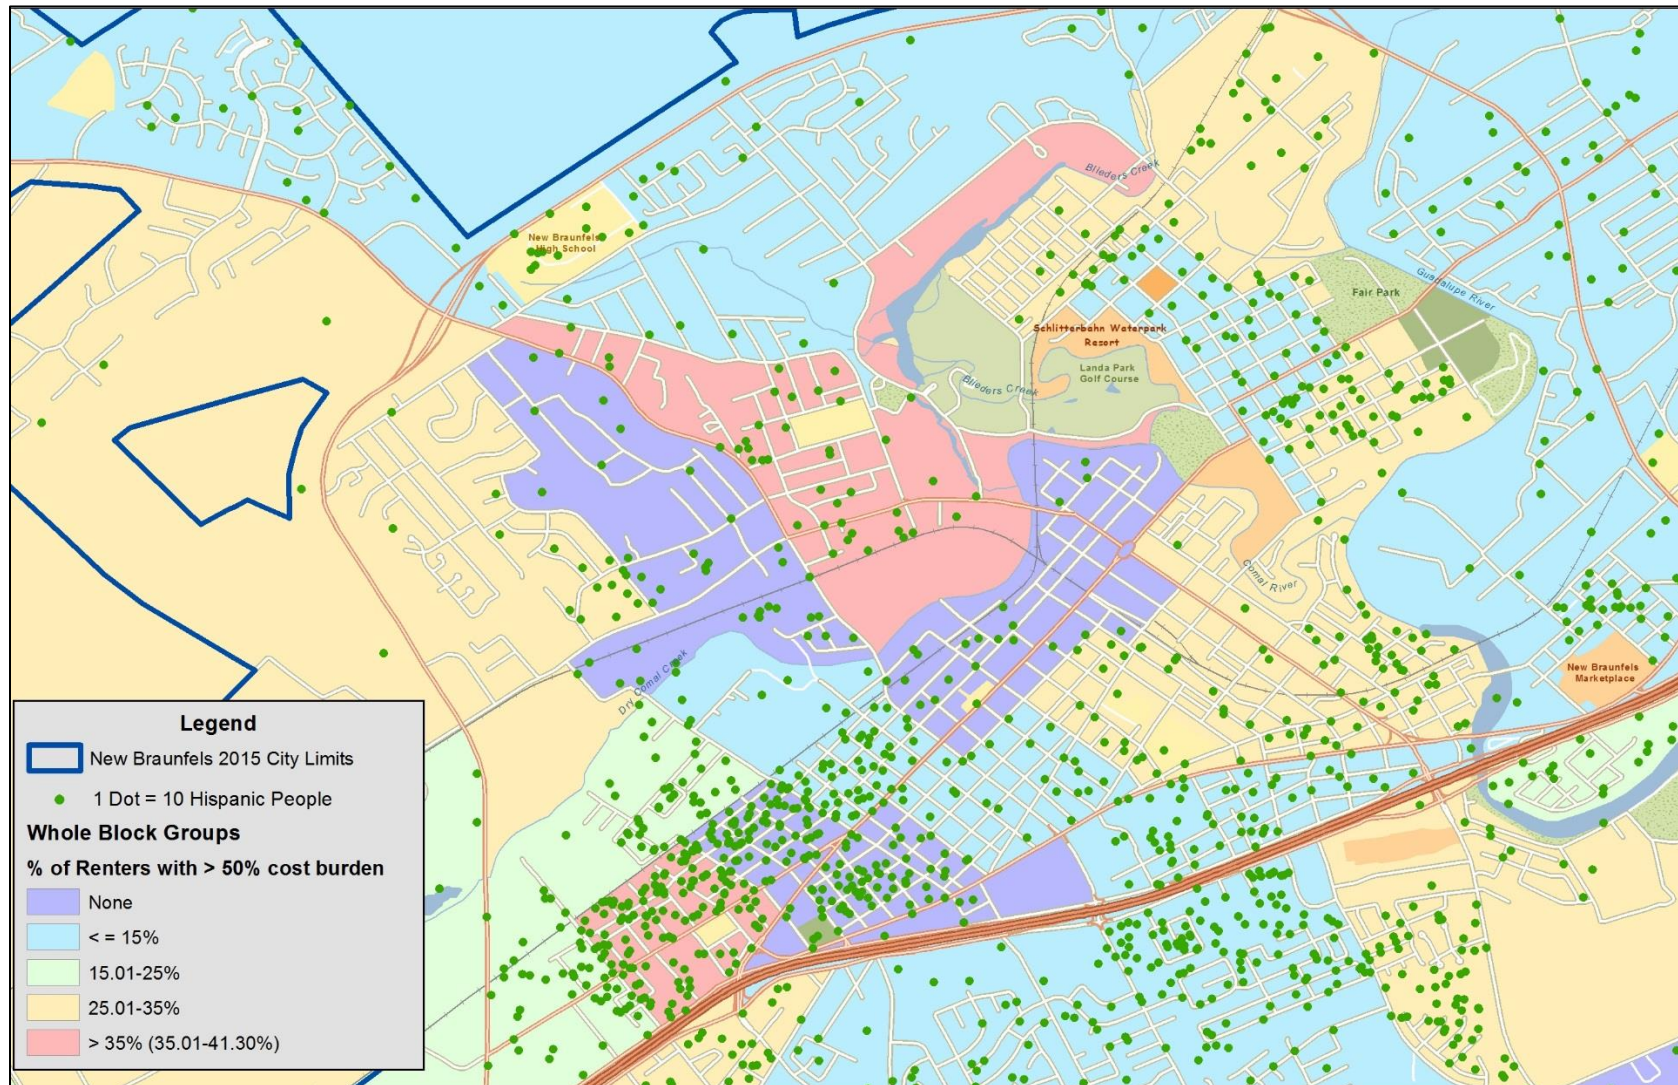 Blieders Creek
New Braunfels
High School
Guadalupe River
Fair Park
Schlitterbahn Waterpark
Resort
Landa Park
Golf Course
Blieders Creek
Comal River
Dry Comal Creek
New Braunfels
Marketplace
Legend
New Braunfels 2015 City Limits
1 Dot = 10 Hispanic People
Whole Block Groups
% of Renters with > 50% cost burden
None
< = 15%
15.01-25%
25.01-35%
> 35% (35.01-41.30%)